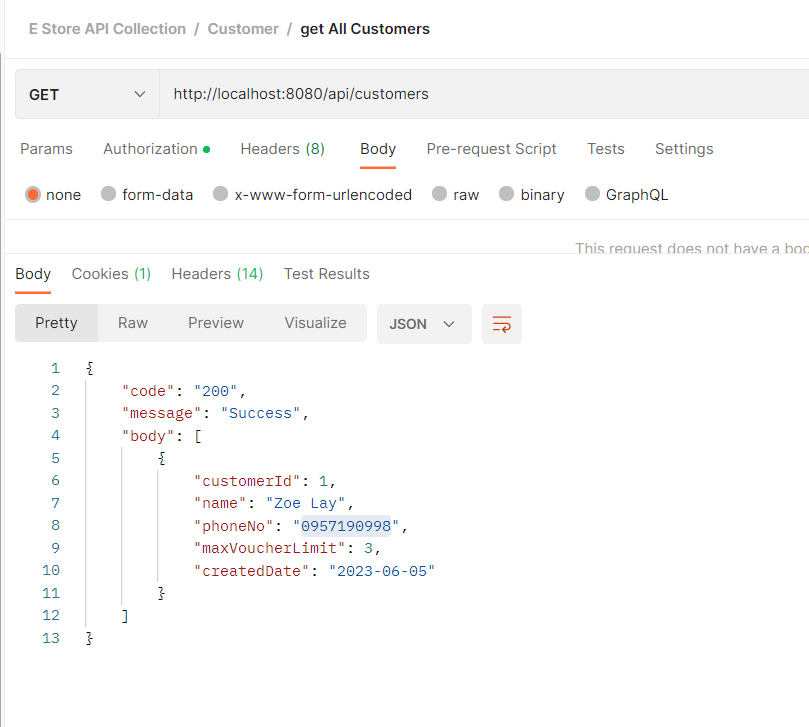 E Store API Collection / Customer / get All Customers
GET http://localhost:8080/api/customers
Params Authorization Headers (8) Body Pre-request Script Tests Settings
none form-data x-www-form-urlencoded raw binary GraphQL
This request does not have a bod
Body Cookies (1) Headers (14) Test Results
Pretty Raw Preview Visualize JSON
1 {
2 "code": "200",
3 "message": "Success",
4 "body": [
5 {
6 "customerId": 1,
7 "name": "Zoe Lay",
8 "phoneNo": "0957190998",
9 "maxVoucherLimit": 3,
10 "createdDate": "2023-06-05"
11 }
12 ]
13 }